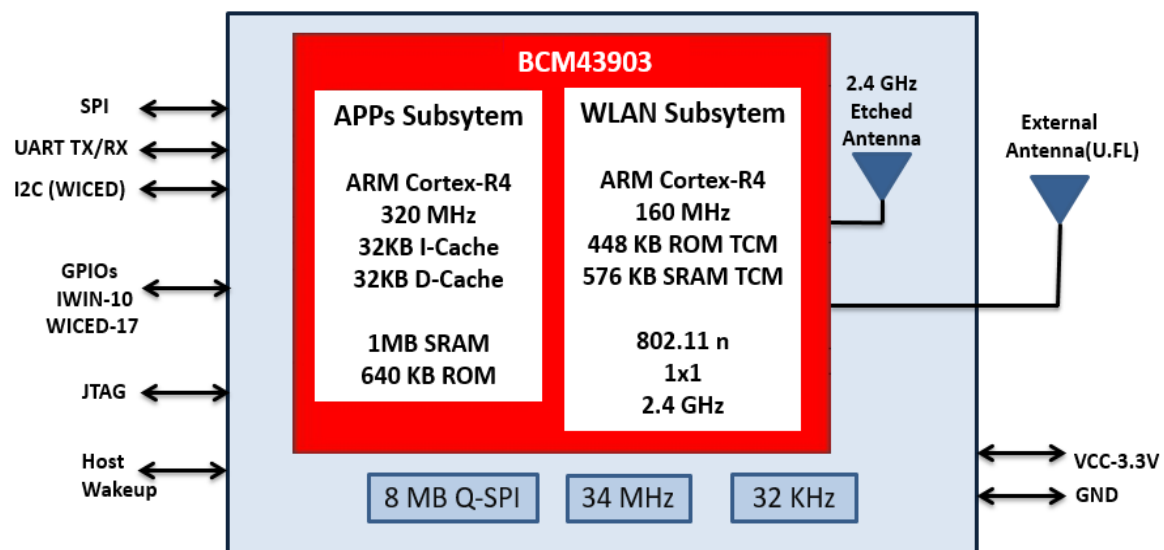 BCM43903
APPs Subsytem
ARM Cortex-R4
320 MHz
32KB I-Cache
32KB D-Cache
1MB SRAM
640 KB ROM
WLAN Subsytem
ARM Cortex-R4
160 MHz
448 KB ROM TCM
576 KB SRAM TCM
802.11 n
1x1
2.4 GHz
2.4 GHz
Etched
Antenna
External
Antenna(U.FL)
SPI
UART TX/RX
I2C (WICED)
GPIOs
IWIN-10
WICED-17
JTAG
Host
Wakeup
8 MB Q-SPI
34 MHz
32 KHz
VCC-3.3V
GND